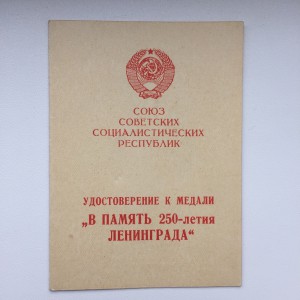 СОЮЗ
СОВЕТСКИХ
СОЦИАЛИСТИЧЕСКИХ
РЕСПУБЛИК
УДОСТОВЕРЕНИЕ К МЕДАЛИ
„В ПАМЯТЬ 250-летия
ЛЕНИНГРАДА“